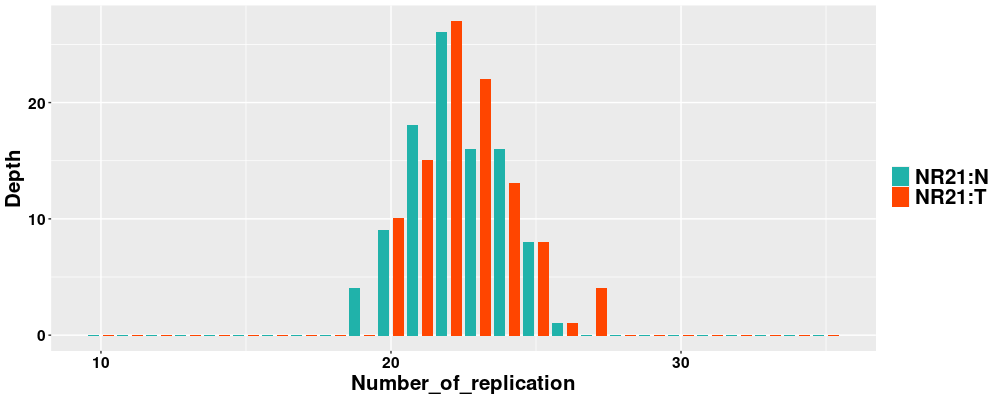 Depth
20
10
0
10 20 30
Number_of_replication
NR21:N
NR21:T